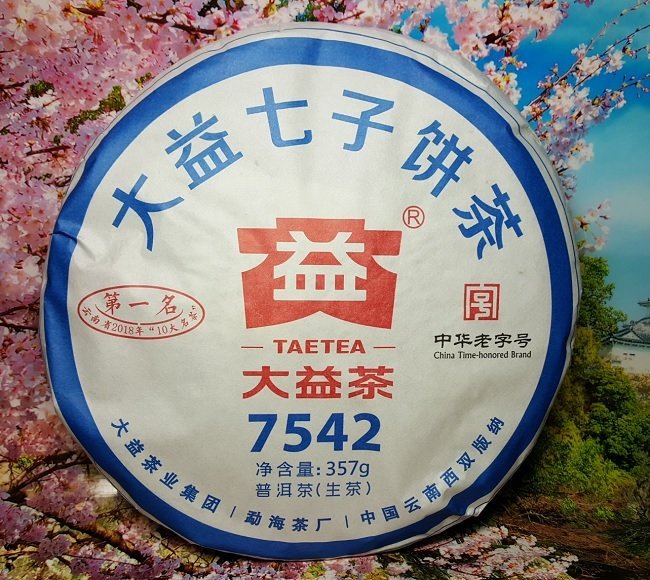 大益七子饼茶
益
®
TAETEA
大益茶
7542
净含量: 357g
普洱茶(生茶)
第一名
云南省2018年“10大名茶”
号
中华老字号
China Time-honored Brand
大益茶业集团 | 勐海茶厂 | 中国云南西双版纳